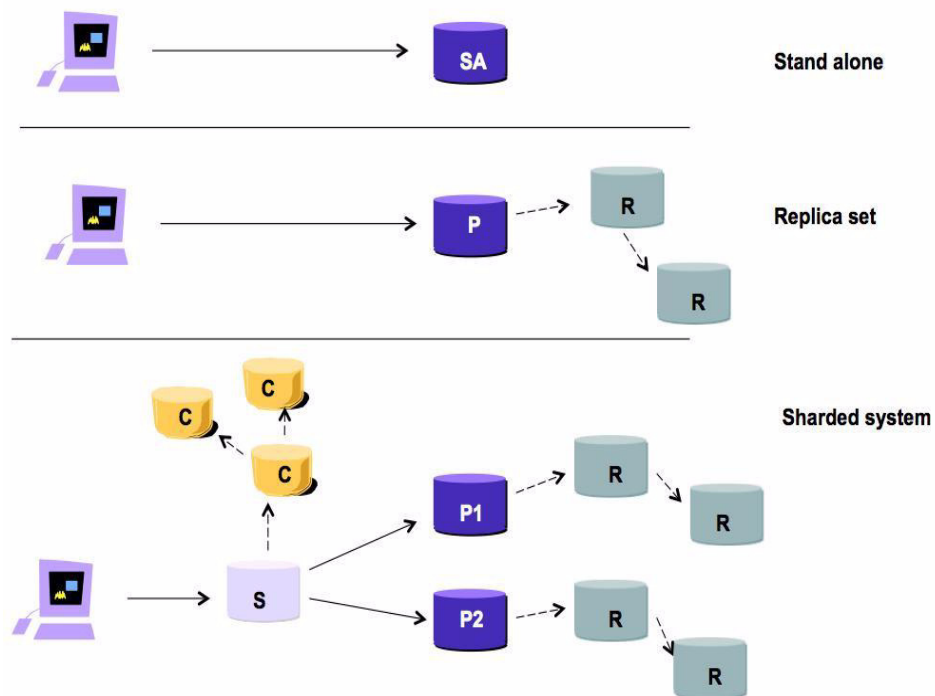 SA
Stand alone
P
R
Replica set
R
C
C
Sharded system
C
P1
R
R
S
P2
R
R